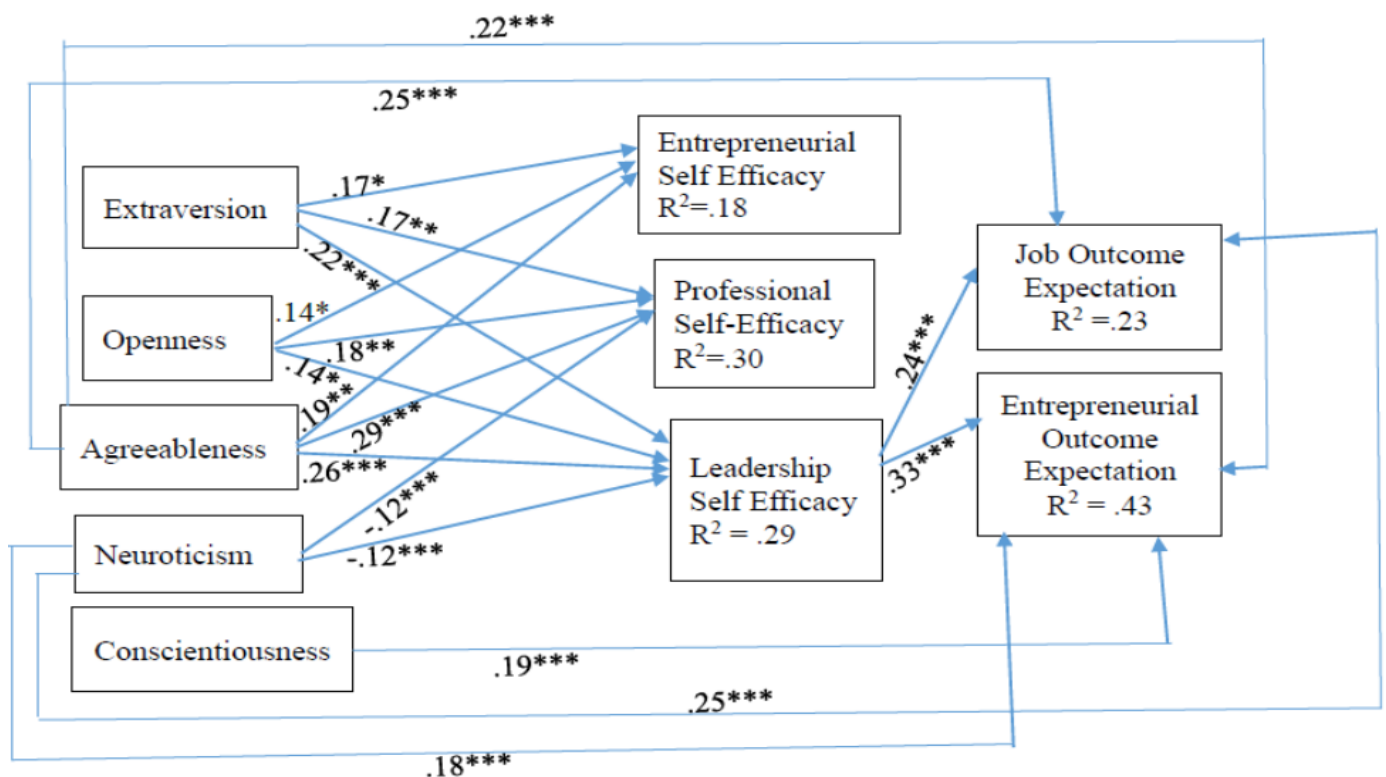 .22***
.25***
Entrepreneurial
Self Efficacy
R²=.18
Extraversion
.17*
.17**
.22***
Job Outcome
Expectation
R² =.23
Professional
Self-Efficacy
R²=.30
Openness
.14*
.18**
.14*
.24***
Entrepreneurial
Outcome
Expectation
R² = .43
Agreeableness
.19**
.29***
.26***
Leadership
Self Efficacy
R² = .29
.33***
Neuroticism
-.12***
-.12***
Conscientiousness
.19***
.25***
.18***